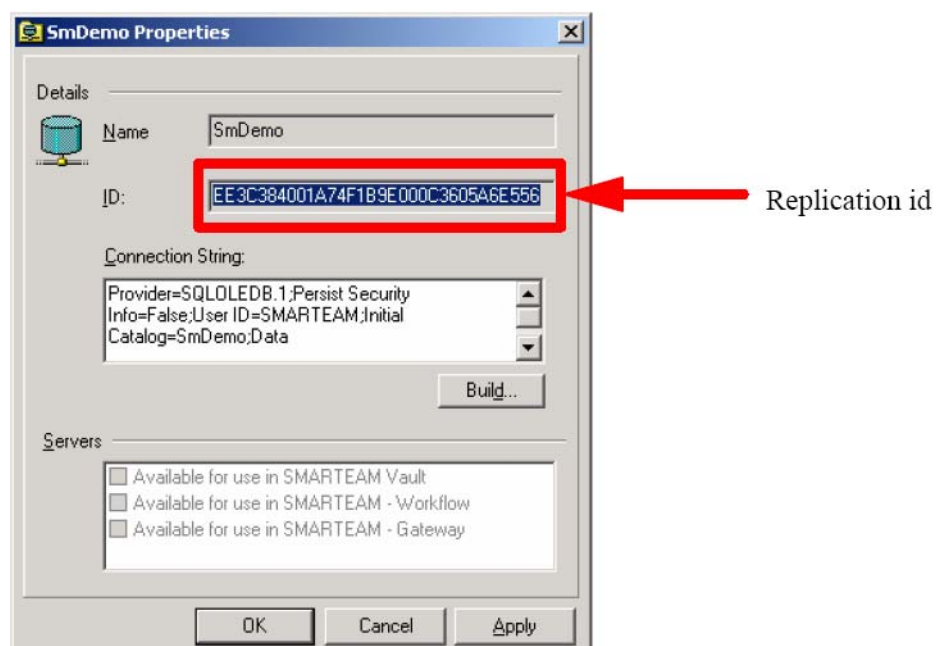 SmDemo Properties
Details
Name SmDemo
ID: EE3C384001A74F1B9E000C3605A6E556
Replication id
Connection String:
Provider=SQLOLEDB.1;Persist Security
Info=False;User ID=SMARTEAM;Initial
Catalog=SmDemo;Data
Build...
Servers
Available for use in SMARTEAM Vault
Available for use in SMARTEAM - Workflow
Available for use in SMARTEAM - Gateway
OK Cancel Apply